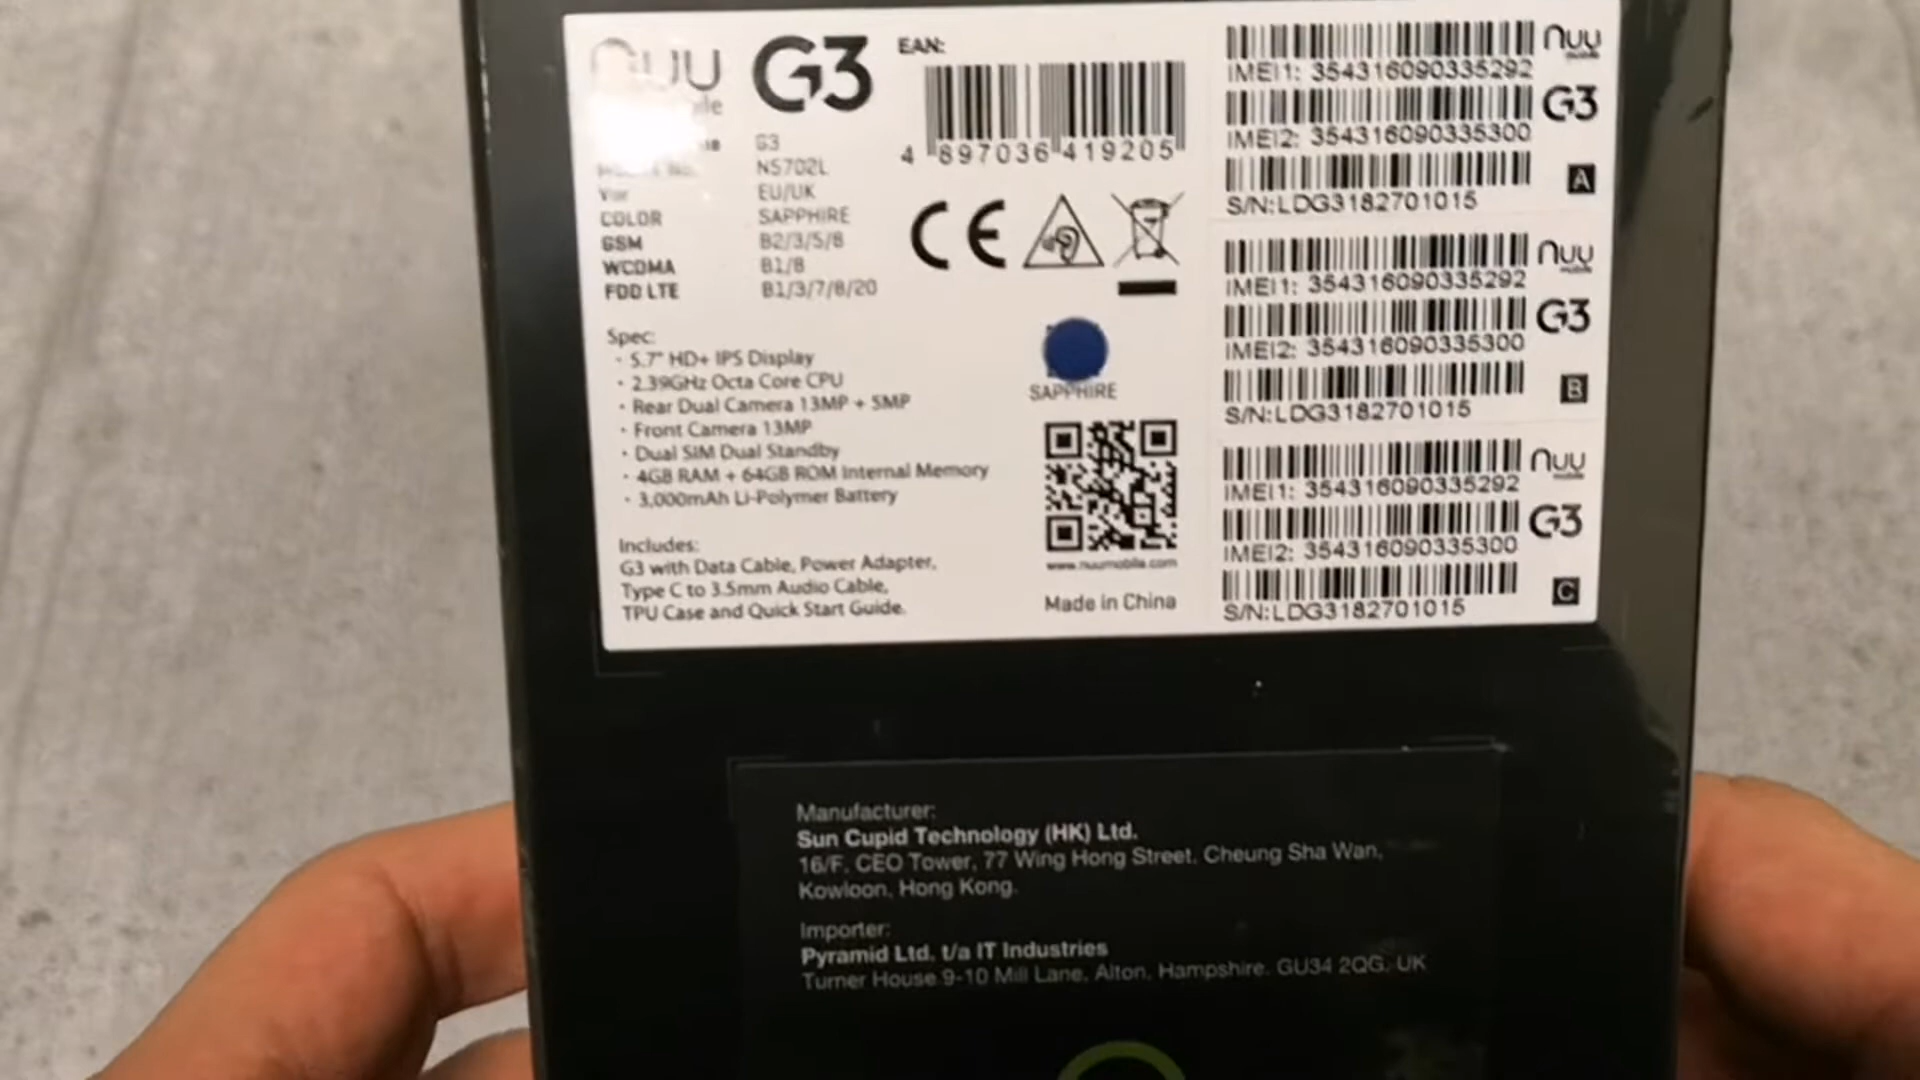 nuu G3
G3
N5702L
Ver EU/UK
COLOR SAPPHIRE
GSM B2/3/5/8
WCDMA B1/8
FDD LTE B1/3/7/8/20
Spec:
· 5.7" HD+ IPS Display
· 2.39GHz Octa Core CPU
· Rear Dual Camera 13MP + 5MP
· Front Camera 13MP
· Dual SIM Dual Standby
· 4GB RAM + 64GB ROM Internal Memory
· 3,000mAh Li-Polymer Battery
Includes:
G3 with Data Cable, Power Adapter,
Type C to 3.5mm Audio Cable,
TPU Case and Quick Start Guide.
EAN:
4 897036 419205
CE
SAPPHIRE
www.nuumobile.com
Made in China
nuu mobile
IMEI1: 354316090335292
G3
IMEI2: 354316090335300
A
S/N:LDG3182701015
nuu mobile
IMEI1: 354316090335292
G3
IMEI2: 354316090335300
B
S/N:LDG3182701015
nuu mobile
IMEI1: 354316090335292
G3
IMEI2: 354316090335300
C
S/N:LDG3182701015
Manufacturer:
Sun Cupid Technology (HK) Ltd.
16/F, CEO Tower, 77 Wing Hong Street, Cheung Sha Wan,
Kowloon, Hong Kong.
Importer:
Pyramid Ltd. t/a IT Industries
Turner House 9-10 Mill Lane, Alton, Hampshire. GU34 2QG, UK